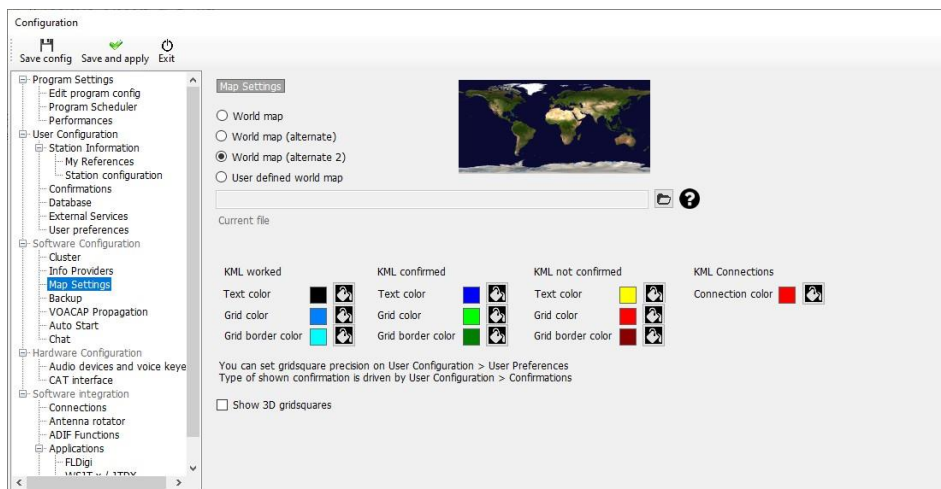 Configuration
Save config Save and apply Exit
Program Settings
Edit program config
Program Scheduler
Performances
User Configuration
Station Information
My References
Station configuration
Confirmations
Database
External Services
User preferences
Software Configuration
Cluster
Info Providers
Map Settings
Backup
VOACAP Propagation
Auto Start
Chat
Hardware Configuration
Audio devices and voice keye
CAT interface
Software integration
Connections
Antenna rotator
ADIF Functions
Applications
FLDigi
WSJT-x / JTDX
Map Settings
World map
World map (alternate)
World map (alternate 2)
User defined world map
?
Current file
KML worked KML confirmed KML not confirmed KML Connections
Text color Text color Text color Connection color
Grid color Grid color Grid color
Grid border color Grid border color Grid border color
You can set gridsquare precision on User Configuration > User Preferences
Type of shown confirmation is driven by User Configuration > Confirmations
Show 3D gridsquares